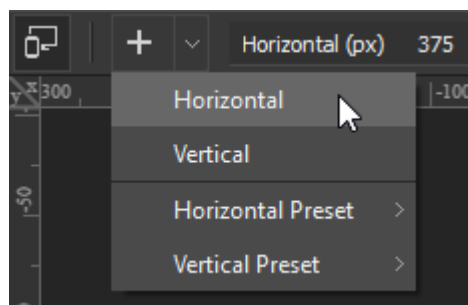 Horizontal (px) 375
300
-100
Horizontal
Vertical
-50
Horizontal Preset
Vertical Preset